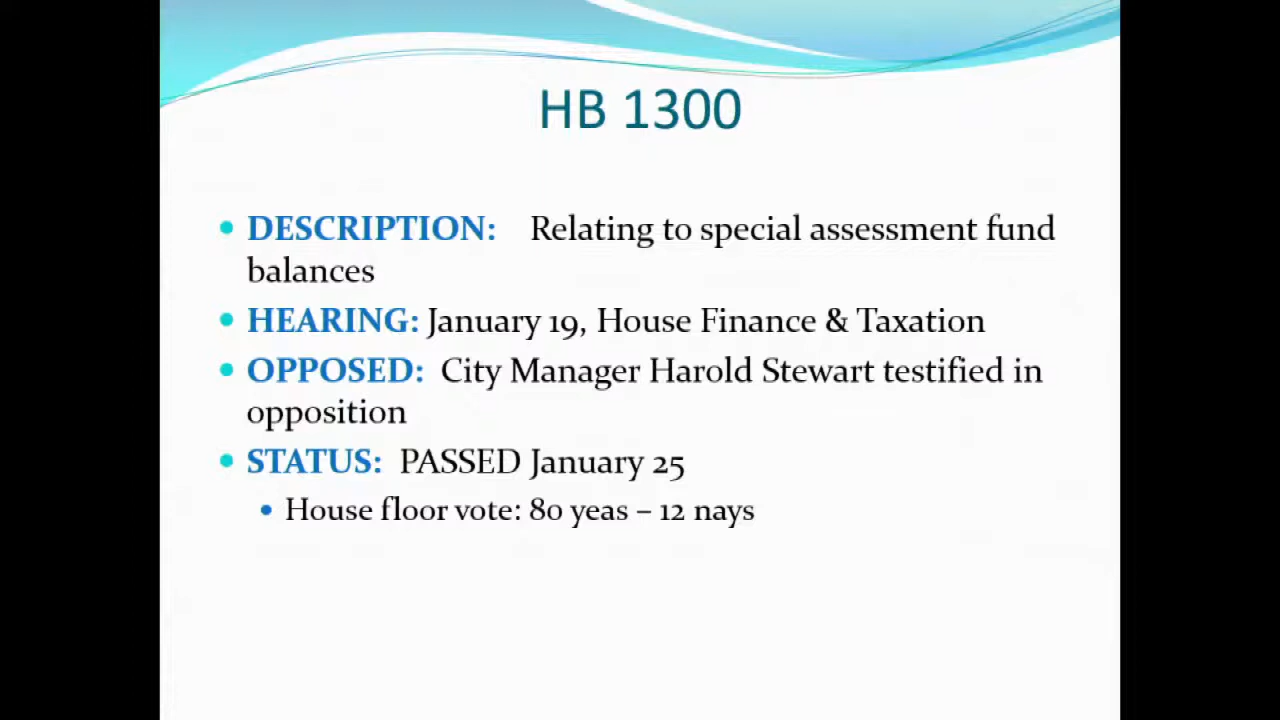 HB 1300
• DESCRIPTION: Relating to special assessment fund
balances
• HEARING: January 19, House Finance & Taxation
• OPPOSED: City Manager Harold Stewart testified in
opposition
• STATUS: PASSED January 25
• House floor vote: 80 yeas – 12 nays